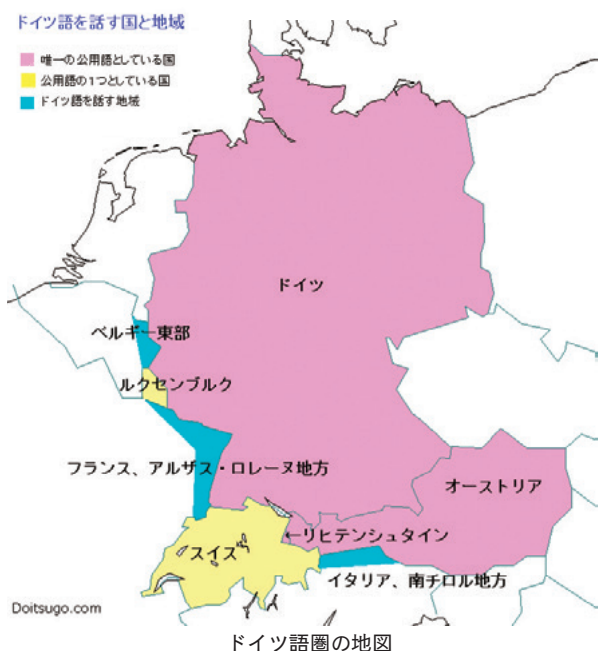 ドイツ語を話す国と地域
唯一の公用語としている国
公用語の1つとしている国
ドイツ語を話す地域
ドイツ
ベルギー東部
ルクセンブルク
フランス、アルザス・ロレーヌ地方
オーストリア
←リヒテンシュタイン
スイス
イタリア、南チロル地方
Doitsugo.com
ドイツ語圏の地図